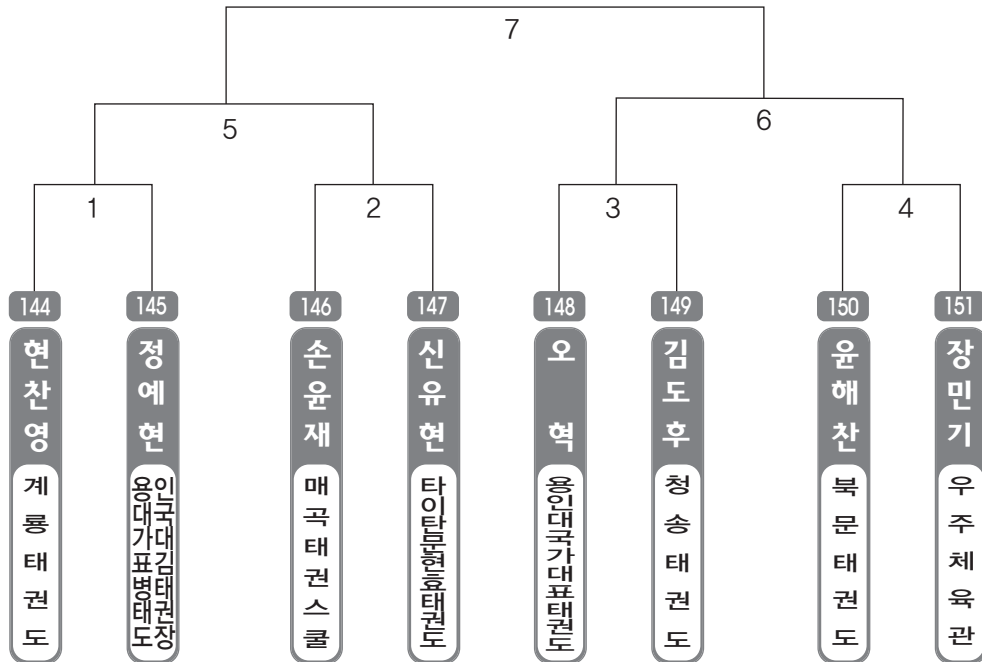 7
5
6
1
2
3
4
144
145
146
147
148
149
150
151
현찬영
정예현
손윤재
신유현
오 혁
김도후
윤해찬
장민기
계룡태권도
용인대국가대표김병태태권도장
매곡태권스쿨
타이탄문현효태권도
용인대국가대표태권도
청송태권도
북문태권도
우주체육관